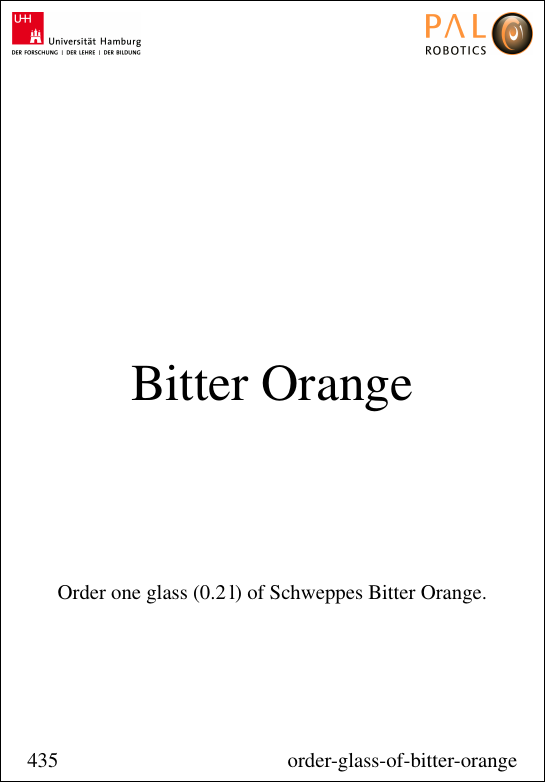 UHH
Universität Hamburg
DER FORSCHUNG | DER LEHRE | DER BILDUNG
PAL
ROBOTICS
Bitter Orange
Order one glass (0.2 l) of Schweppes Bitter Orange.
435
order-glass-of-bitter-orange